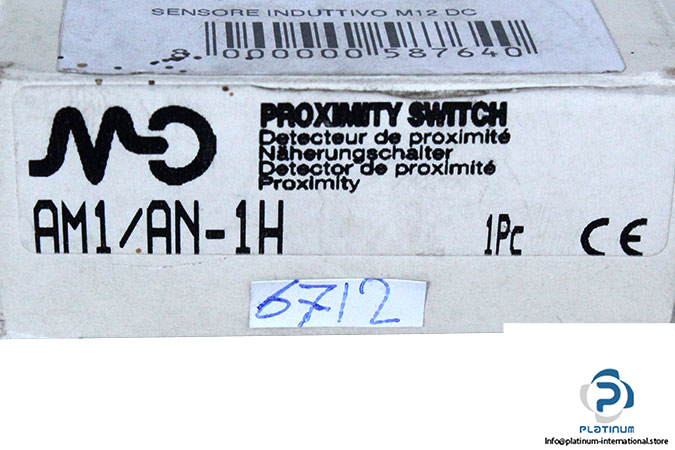 SENSORE INDUTTIVO M12 DC
8 000000 587640
PROXIMITY SWITCH
Detecteur de proximité
Näherungschalter
Detector de proximité
Proximity
AM1/AN-1H 1Pc CE
6712
PLATINUM
Info@platinum-international.store